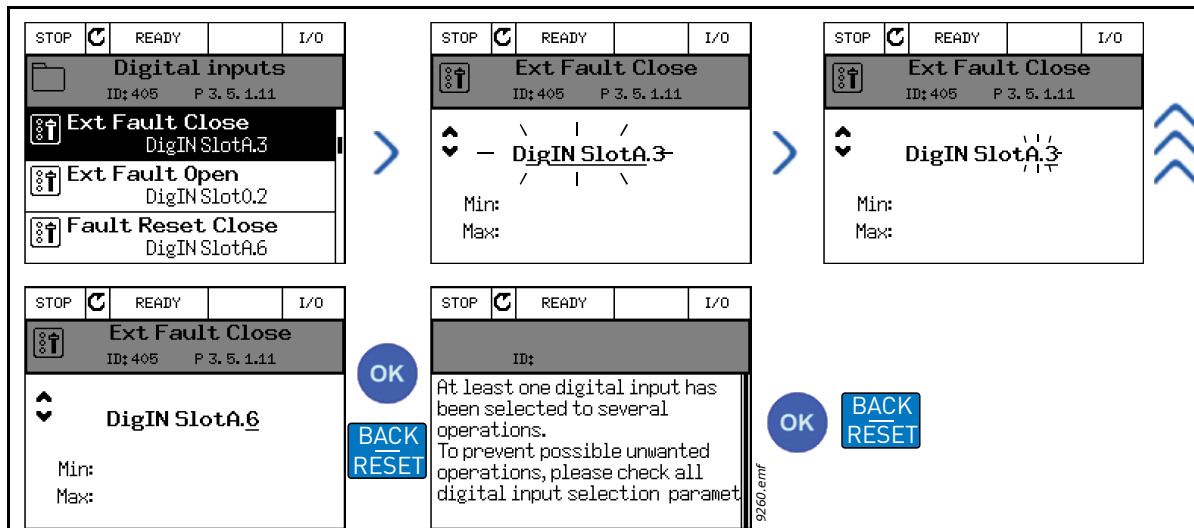 STOP READY I/O
Digital inputs
ID: 405 P 3.5.1.11
Ext Fault Close
DigIN SlotA.3
Ext Fault Open
DigIN Slot0.2
Fault Reset Close
DigIN SlotA.6
STOP READY I/O
Ext Fault Close
ID: 405 P 3.5.1.11
DigIN SlotA.3
Min:
Max:
STOP READY I/O
Ext Fault Close
ID: 405 P 3.5.1.11
DigIN SlotA.3
Min:
Max:
STOP READY I/O
Ext Fault Close
ID: 405 P 3.5.1.11
DigIN SlotA.6
Min:
Max:
OK
BACK
RESET
STOP READY I/O
ID:
At least one digital input has
been selected to several
operations.
To prevent possible unwanted
operations, please check all
digital input selection paramet
OK
BACK
RESET
9260.emf